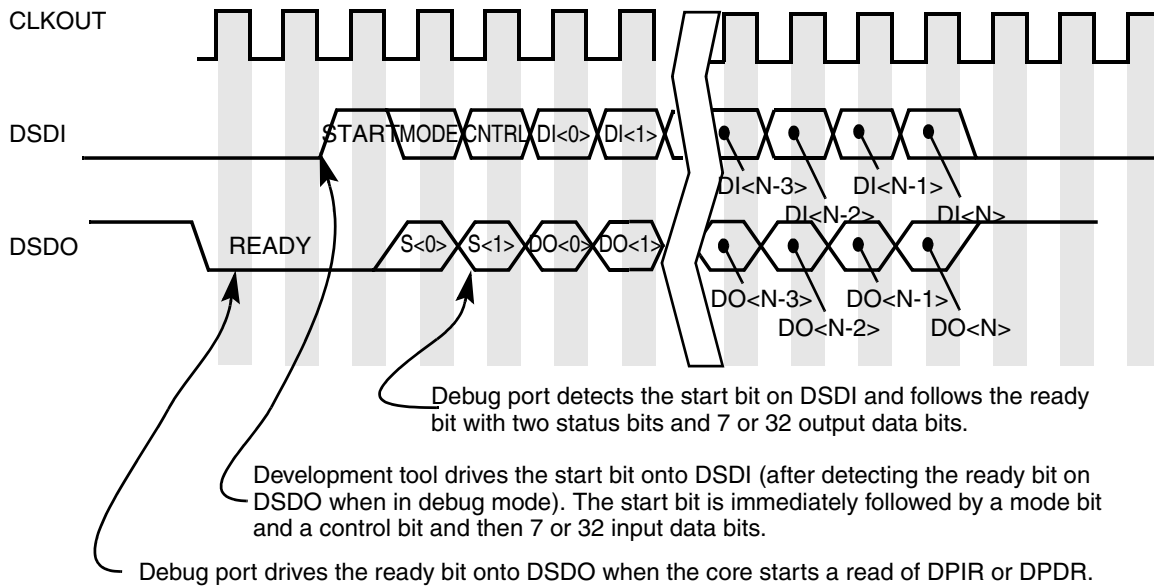 CLKOUT
DSDI
START MODE CNTRL DI<0> DI<1>
DI<N-3> DI<N-1>
DI<N-2> DI<N>
DSDO
READY S<0> S<1> DO<0> DO<1>
DO<N-3> DO<N-1>
DO<N-2> DO<N>
Debug port detects the start bit on DSDI and follows the ready
bit with two status bits and 7 or 32 output data bits.
Development tool drives the start bit onto DSDI (after detecting the ready bit on
DSDO when in debug mode). The start bit is immediately followed by a mode bit
and a control bit and then 7 or 32 input data bits.
Debug port drives the ready bit onto DSDO when the core starts a read of DPIR or DPDR.